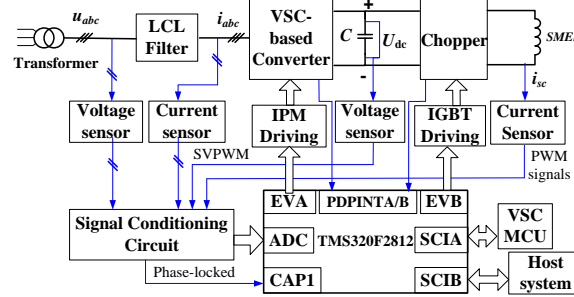 u_abc
LCL
Filter
i_abc
VSC-
based
Converter
+
C
U_dc
-
Chopper
SMES
Transformer
i_sc
Voltage
sensor
Current
sensor
IPM
Driving
Voltage
sensor
IGBT
Driving
Current
Sensor
SVPWM
PWM
signals
Signal Conditioning
Circuit
EVA
PDPINTA/B
EVB
ADC
TMS320F2812
SCIA
VSC
MCU
Phase-locked
CAP1
SCIB
Host
system